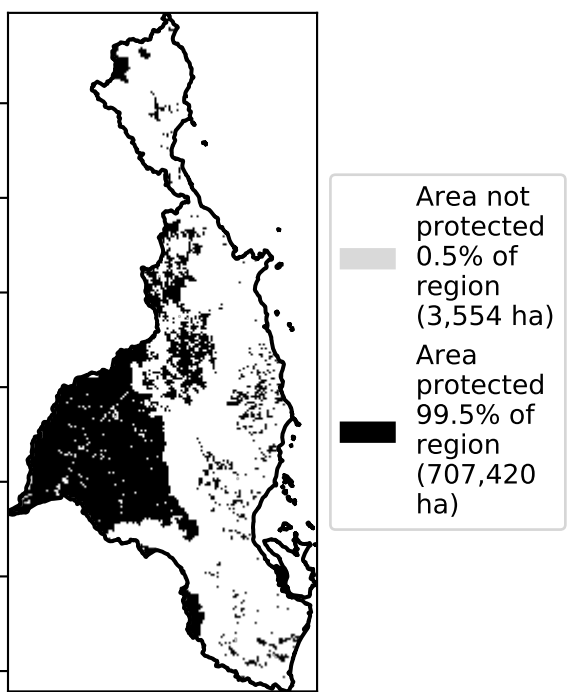 Area not
protected
0.5% of
region
(3,554 ha)
Area
protected
99.5% of
region
(707,420
ha)